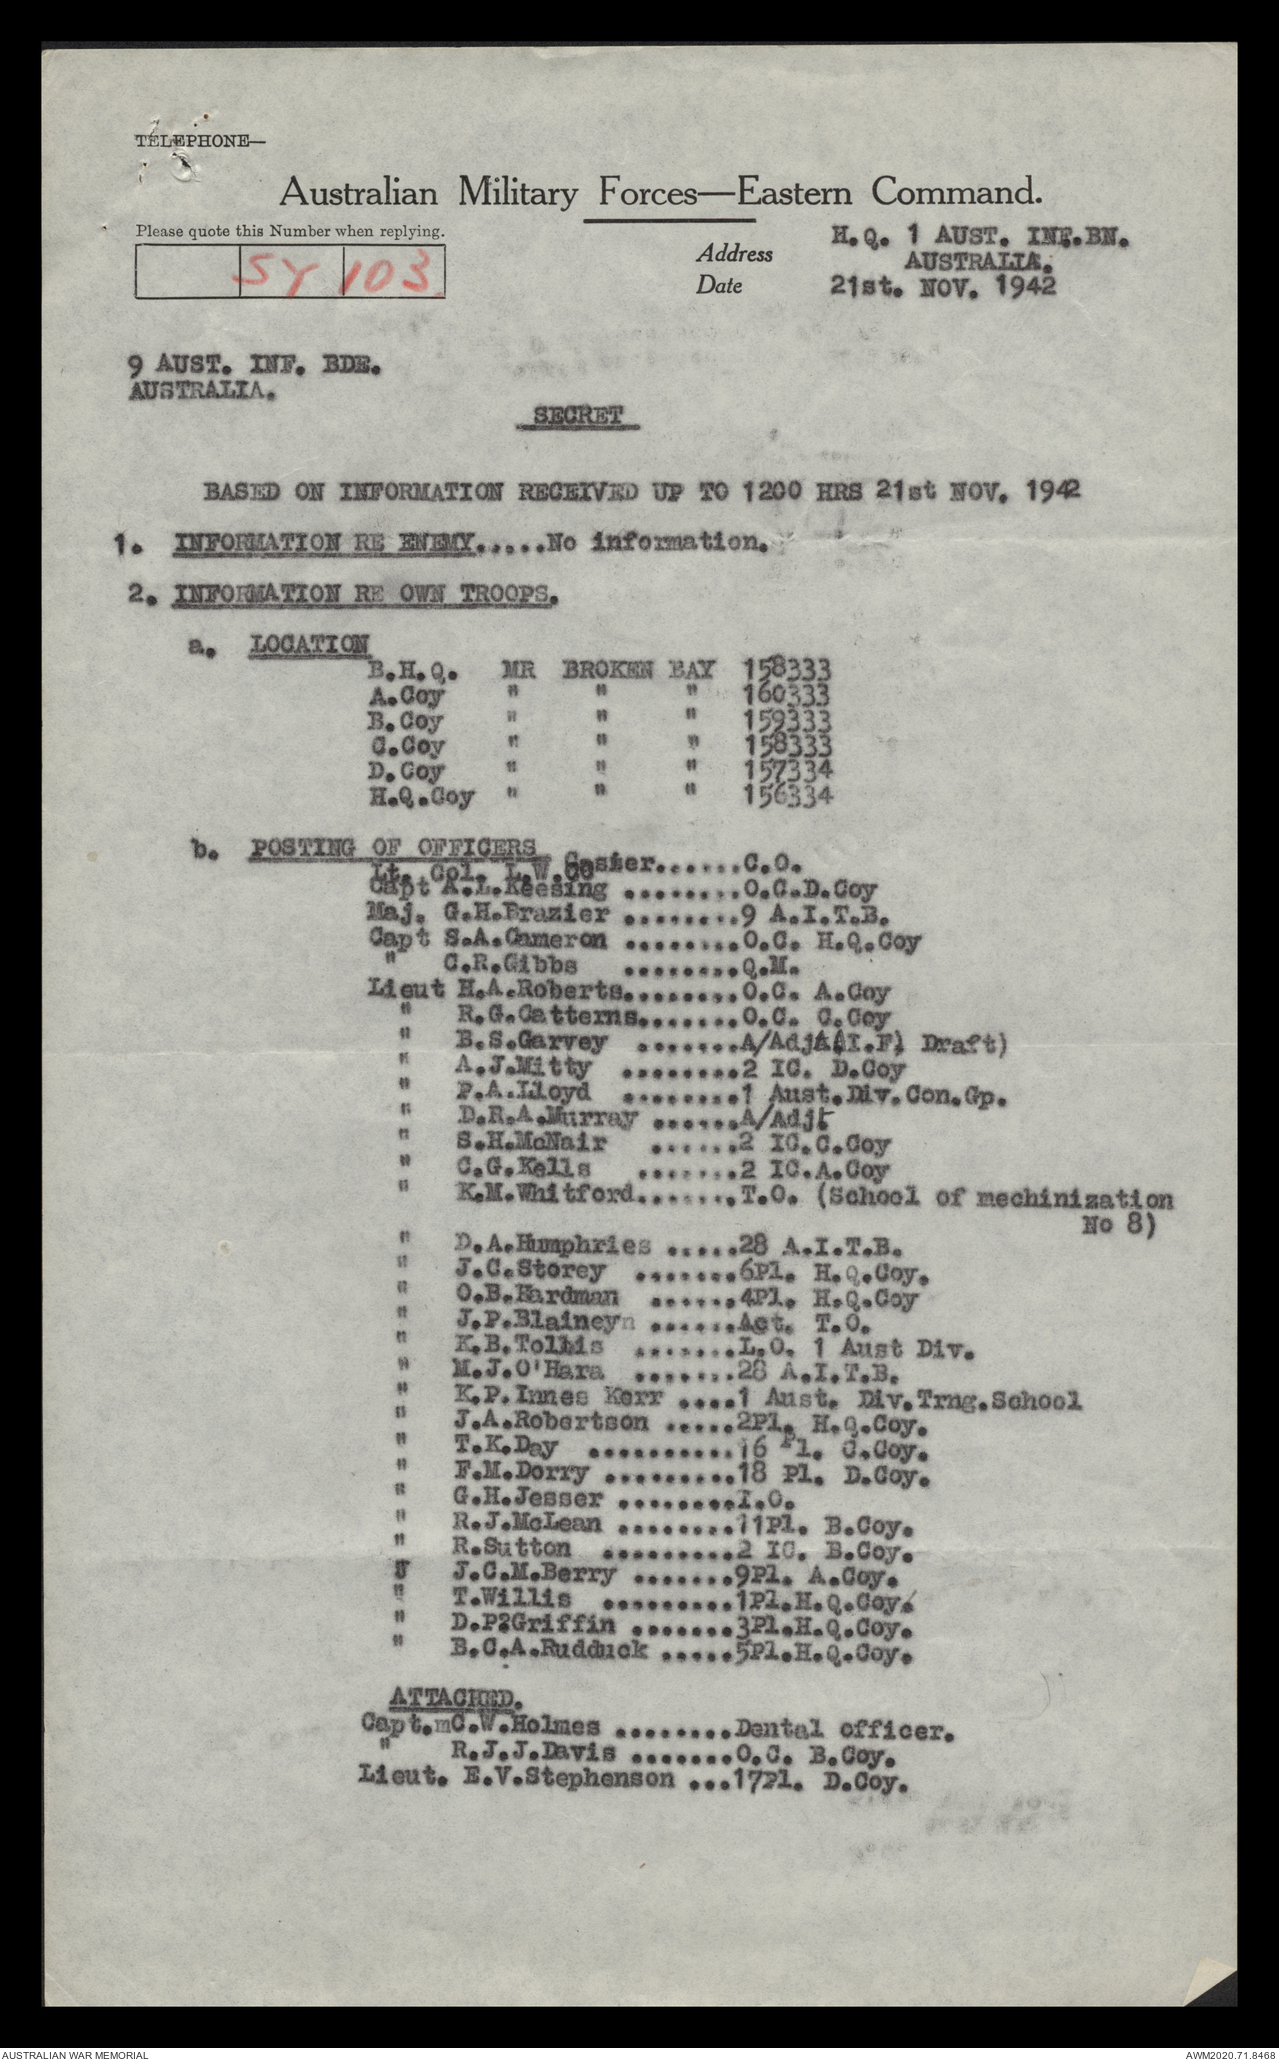 TELEPHONE—
Australian Military Forces—Eastern Command.
Please quote this Number when replying.
SY 103
Address H.Q. 1 AUST. INF.BN.
AUSTRALIA.
Date 21st. NOV. 1942
9 AUST. INF. BDE.
AUSTRALIA.
SECRET
BASED ON INFORMATION RECEIVED UP TO 1200 HRS 21st NOV. 1942
1. INFORMATION RE ENEMY.....No information.
2. INFORMATION RE OWN TROOPS.
a. LOCATION
B.H.Q. MR BROKEN BAY 158333
A.Coy " " " 160333
B.Coy " " " 159333
C.Coy " " " 158333
D.Coy " " " 157334
H.Q.Coy " " " 156334
b. POSTING OF OFFICERS
Lt. Col. L.W. Cosier.......C.O.
Capt A.L.Keesing .........O.C.D.Coy
Maj. G.H.Brazier .........9 A.I.T.B.
Capt S.A.Cameron .........O.C. H.Q.Coy
" C.R.Gibbs .........Q.M.
Lieut H.A.Roberts.........O.C. A.Coy
" R.G.Catterns........O.C. C.Coy
" B.S.Garvey ........A/Adjt(A.I.F. Draft)
" A.J.Mitty .........2 IC. D.Coy
" P.A.Lloyd .........1 Aust.Div.Con.Gp.
" D.R.A.Murray .......A/Adjt
" S.H.McNair .......2 IC.C.Coy
" C.G.Kells ........2 IC.A.Coy
" K.M.Whitford........T.O. (School of mechinization
No 8)
" D.A.Humphries ......28 A.I.T.B.
" J.C.Storey ........6Pl. H.Q.Coy.
" O.B.Hardman .......4Pl. H.Q.Coy
" J.P.Blaineyn .......Act. T.O.
" K.B.Tollis ........L.O. 1 Aust Div.
" M.J.O'Hara ........28 A.I.T.B.
" K.P.Innes Kerr ....1 Aust. Div.Trng.School
" J.A.Robertson .....2Pl. H.Q.Coy.
" T.K.Day ..........16 Pl. C.Coy.
" F.M.Dorry .........18 Pl. D.Coy.
" G.H.Jesser ........I.O.
" R.J.McLean ........11Pl. B.Coy.
" R.Sutton .........2 IC. B.Coy.
" J.C.M.Berry .......9Pl. A.Coy.
" T.Willis .........1Pl.H.Q.Coy.
" D.P?Griffin .......3Pl.H.Q.Coy.
" B.C.A.Rudduck .....5Pl.H.Q.Coy.
ATTACHED.
Capt.mC.W.Holmes ........Dental officer.
" R.J.J.Davis .......O.C. B.Coy.
Lieut. E.V.Stephenson ...17Pl. D.Coy.
AUSTRALIAN WAR MEMORIAL AWM2020.71.8468